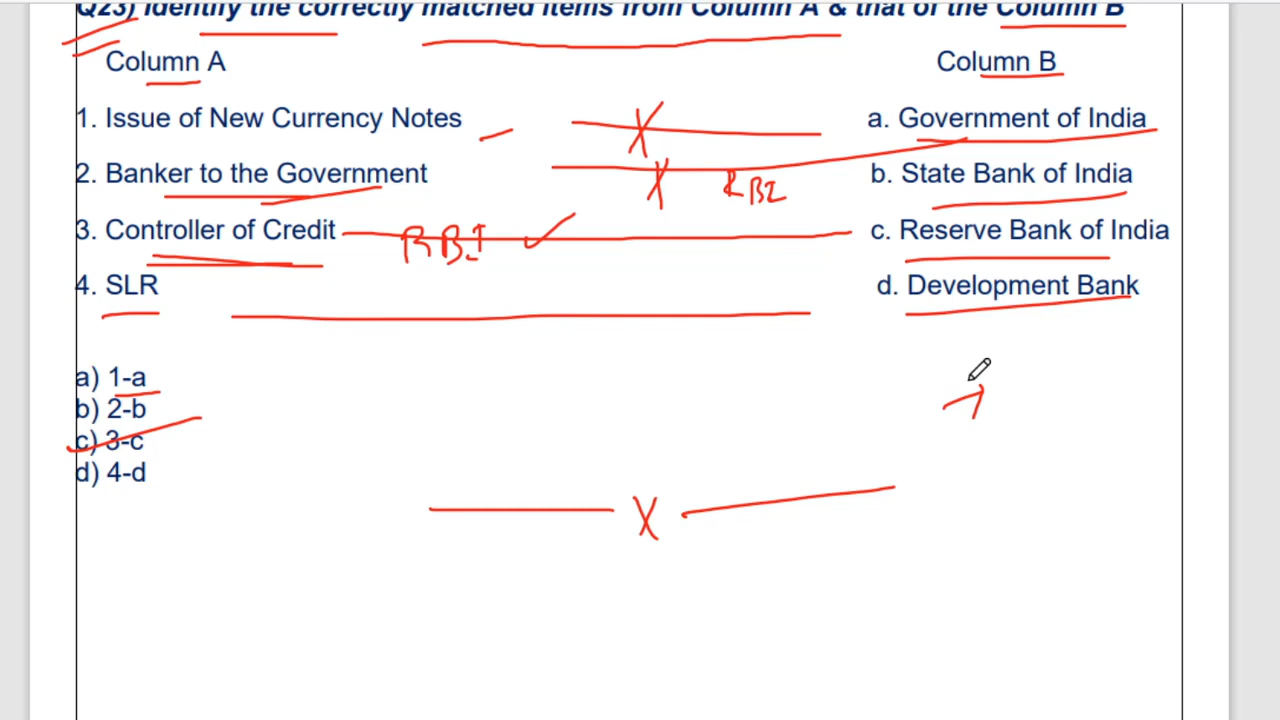 Q23) Identify the correctly matched items from Column A & that of the Column B
Column A Column B
1. Issue of New Currency Notes a. Government of India
2. Banker to the Government RBI b. State Bank of India
3. Controller of Credit RBI c. Reserve Bank of India
4. SLR d. Development Bank
a) 1-a
b) 2-b
c) 3-c
d) 4-d